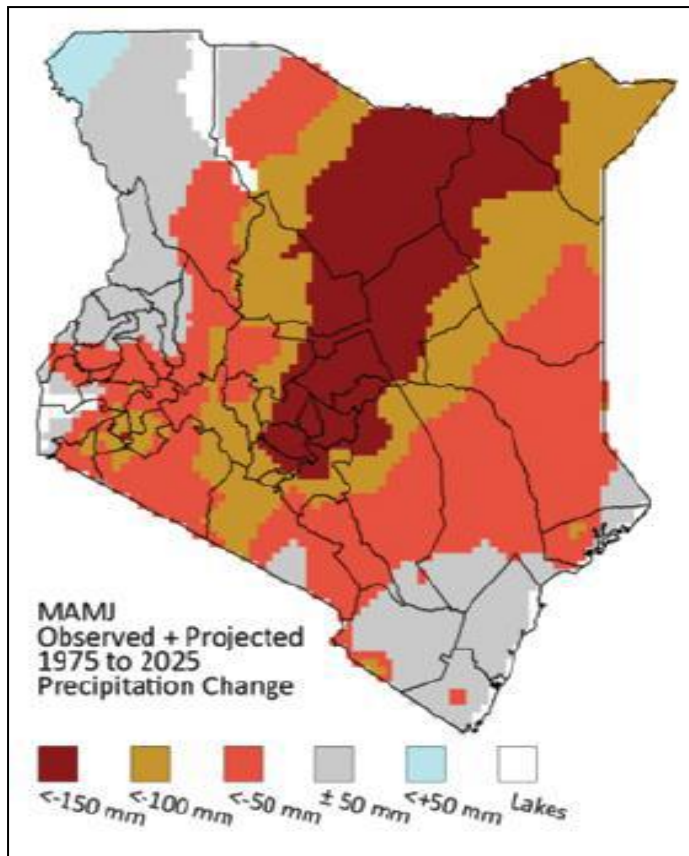 MAMJ
Observed + Projected
1975 to 2025
Precipitation Change
<-150 mm
<-100 mm
<-50 mm
± 50 mm
<+50 mm
Lakes